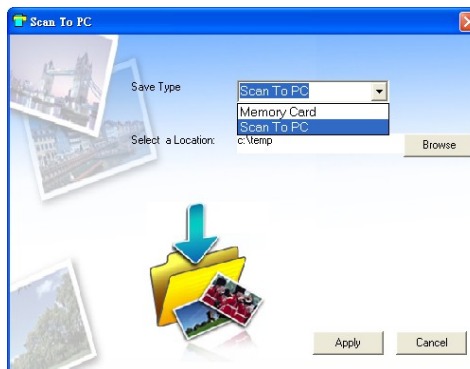 Scan To PC
Save Type
Scan To PC
Memory Card
Scan To PC
Select a Location:
c:\temp
Browse
Apply
Cancel